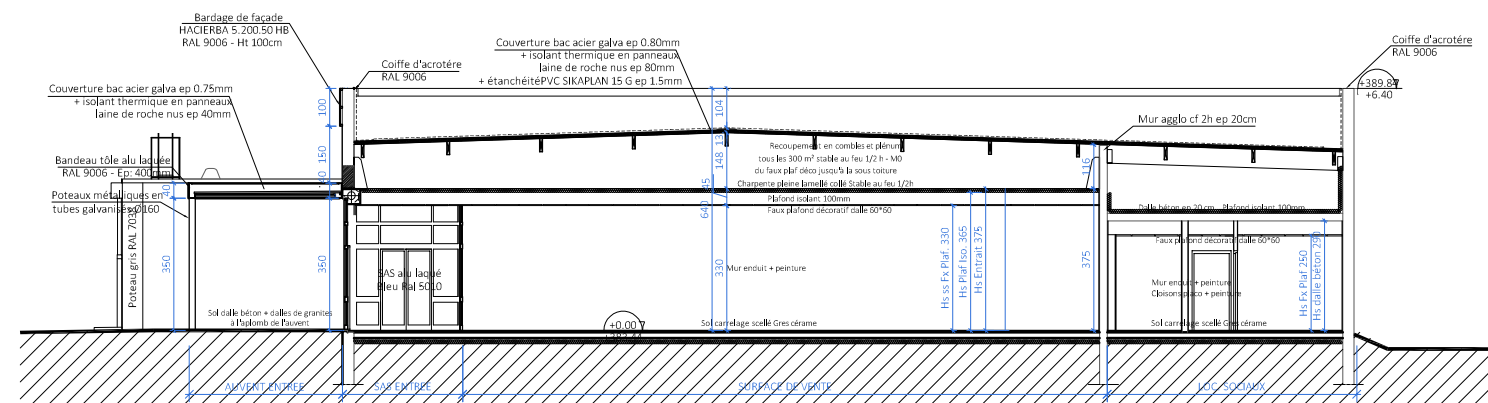 Bardage de façade
HACIERBA 5.200.50 HB
RAL 9006 - Ht 100cm
Coiffe d'acrotére
RAL 9006
Couverture bac acier galva ep 0.80mm
+ isolant thermique en panneaux
laine de roche nus ep 80mm
+ étanchéitéPVC SIKAPLAN 15 G ep 1.5mm
Coiffe d'acrotére
RAL 9006
+389.84
+6.40
Couverture bac acier galva ep 0.75mm
+ isolant thermique en panneaux
laine de roche nus ep 40mm
Mur agglo cf 2h ep 20cm
Bandeau tôle alu laquée
RAL 9006 - Ep: 400mm
Poteaux métalliques en
tubes galvanisés Ø160
Poteau gris RAL 7035
Recoupement en combles et plénum
tous les 300 m² stable au feu 1/2 h - M0
du faux plaf déco jusqu'à la sous toiture
Charpente pleine lamellé collé Stable au feu 1/2h
Plafond isolant 100mm
Faux plafond décoratif dalle 60*60
Dalle béton ep 20 cm
Plafond isolant 100mm
Faux plafond décoratif dalle 60*60
100
150
40
350
40
350
104
13
148
45
640
330
116
375
Hs ss Fx Plaf. 330
Hs Plaf Iso. 365
Hs Entrait 375
Hs Fx Plaf 250
Hs dalle béton 290
SAS alu laqué
Bleu Ral 5010
Mur enduit + peinture
Mur enduit + peinture
Cloisons placo + peinture
Sol dalle béton + dalles de granites
à l'aplomb de l'auvent
+0.00
+383.44
Sol carrelage scellé Gres cérame
Sol carrelage scellé Gres cérame
AUVENT ENTREE
SAS ENTREE
SURFACE DE VENTE
LOC. SOCIAUX